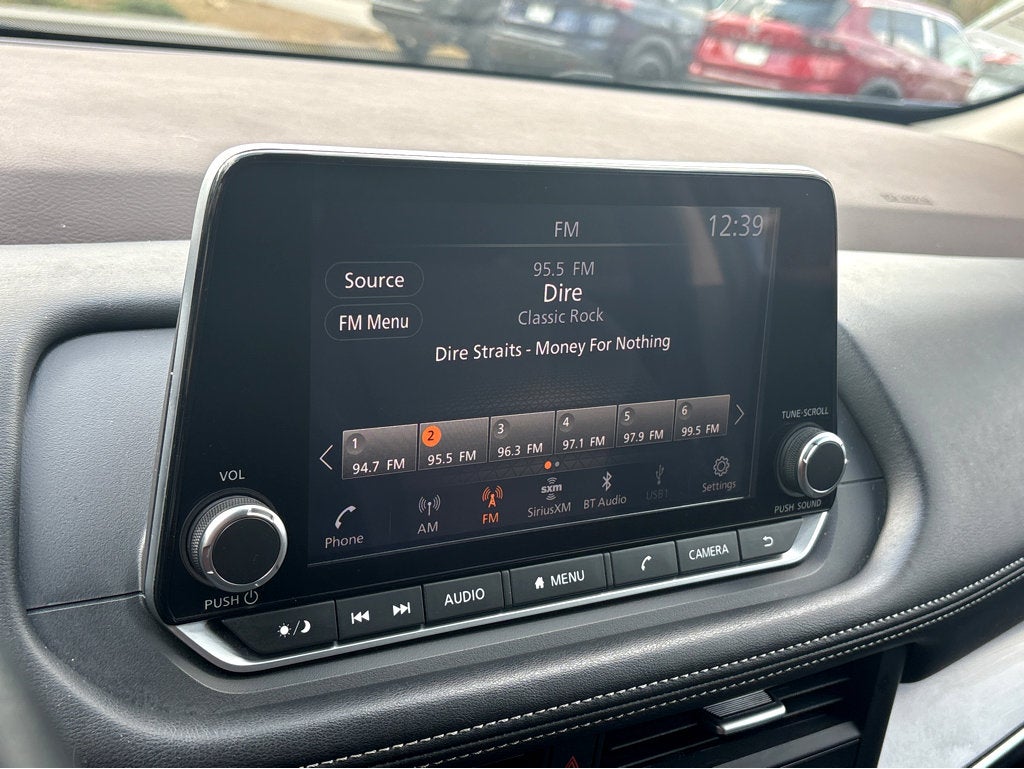 FM
12:39
Source
95.5 FM
Dire
FM Menu
Classic Rock
Dire Straits - Money For Nothing
1
94.7 FM
2
95.5 FM
3
96.3 FM
4
97.1 FM
5
97.9 FM
6
99.5 FM
Phone
AM
FM
sxm
SiriusXM
BT Audio
USB1
Settings
VOL
PUSH
TUNE·SCROLL
PUSH SOUND
AUDIO
MENU
CAMERA